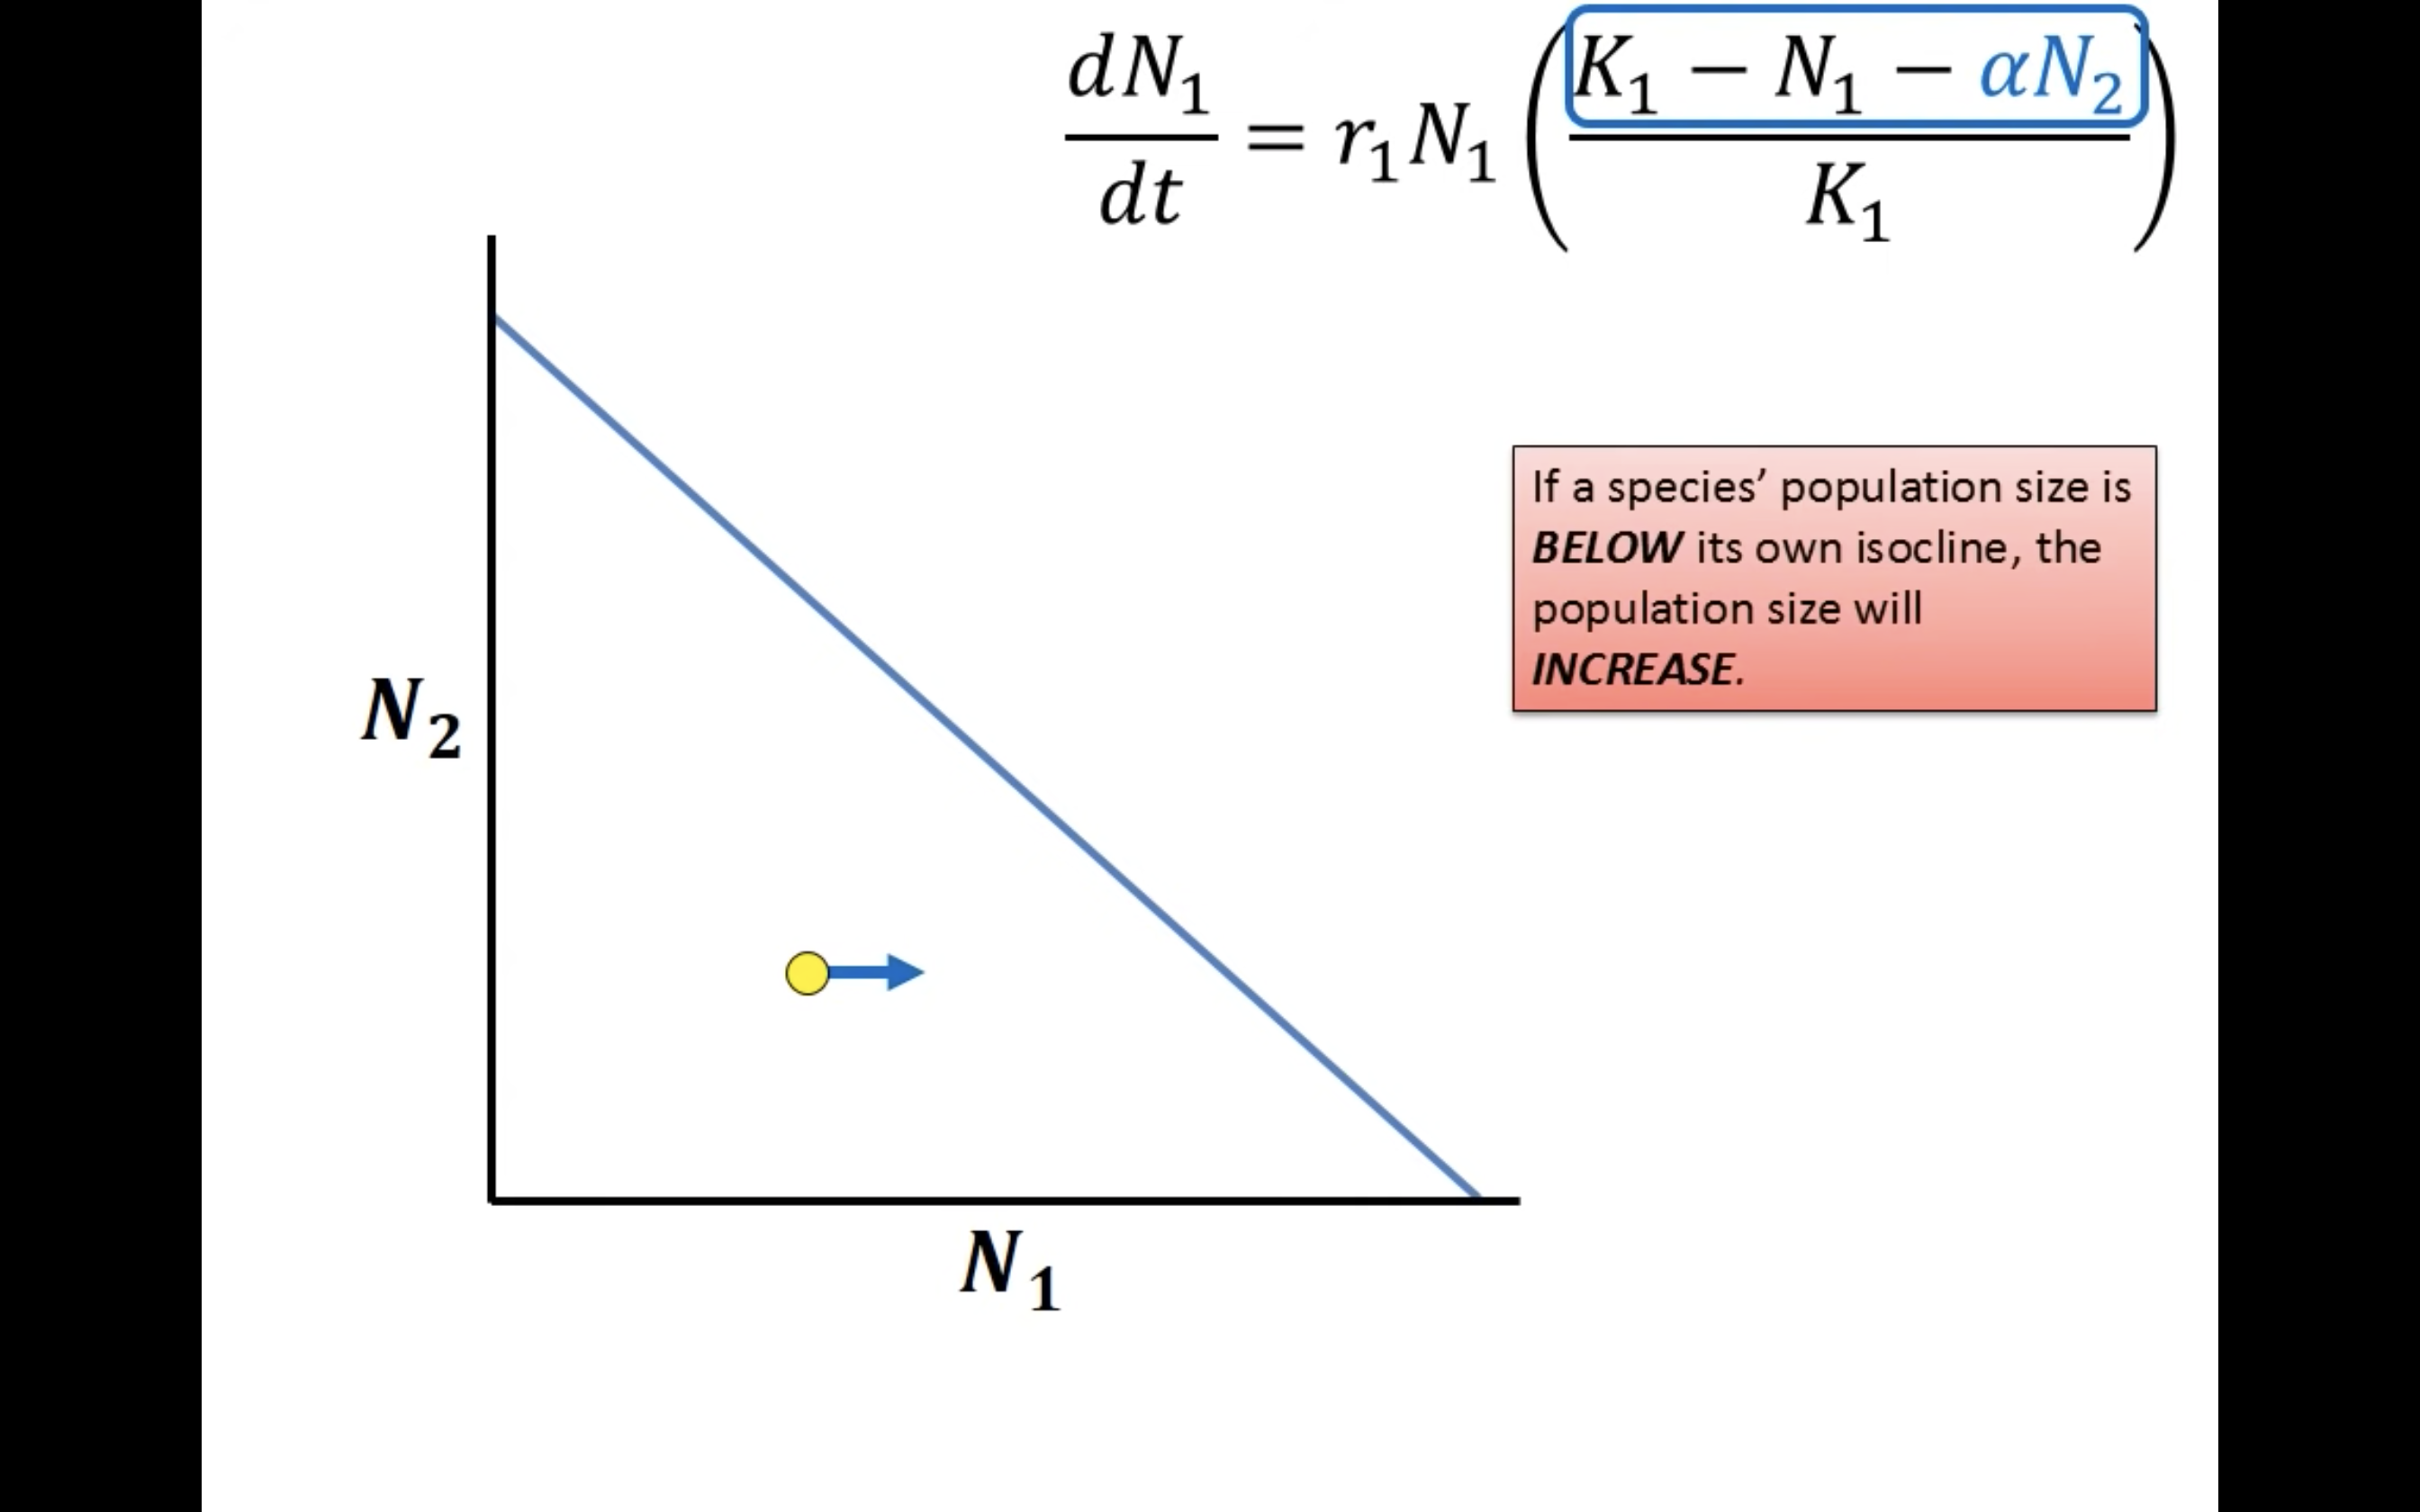 dN₁/dt = r₁N₁((K₁ − N₁ − αN₂)/K₁)
If a species’ population size is
BELOW its own isocline, the
population size will
INCREASE.
N₂
N₁